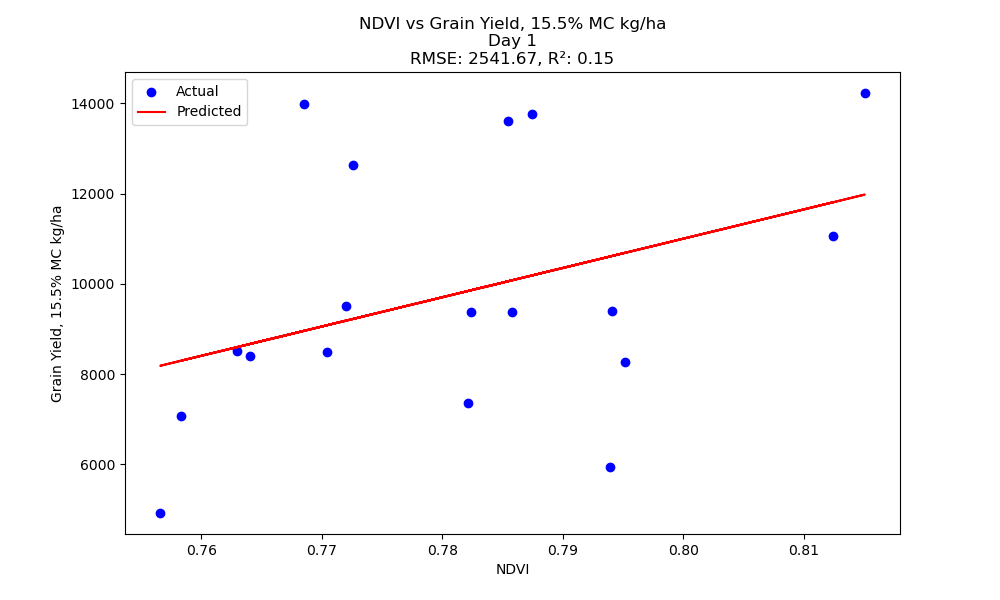 NDVI vs Grain Yield, 15.5% MC kg/ha
Day 1
RMSE: 2541.67, R²: 0.15
Actual
Predicted
Grain Yield, 15.5% MC kg/ha
14000
12000
10000
8000
6000
0.76
0.77
0.78
0.79
0.80
0.81
NDVI